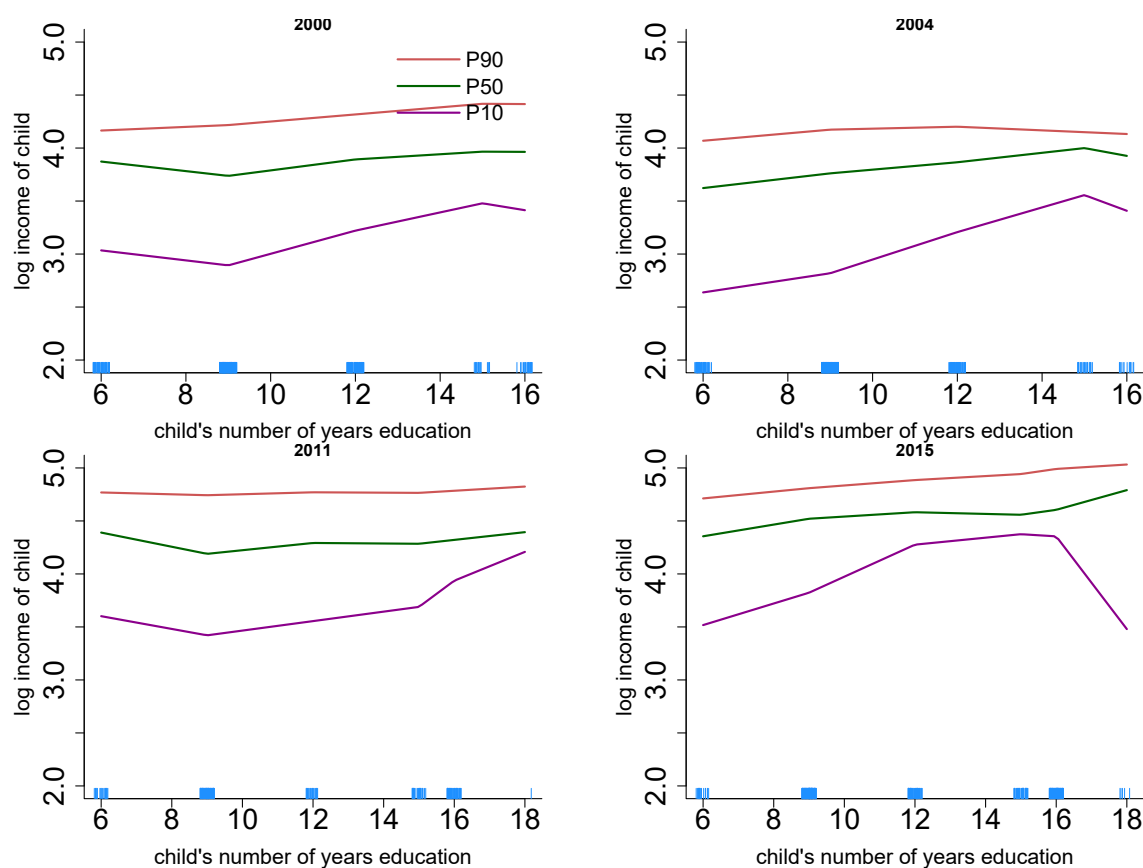 2000
5.0
4.0
3.0
2.0
log income of child
P90
P50
P10
6 8 10 12 14 16
child's number of years education
2004
5.0
4.0
3.0
2.0
log income of child
6 8 10 12 14 16
child's number of years education
2011
5.0
4.0
3.0
2.0
log income of child
6 8 10 12 14 16 18
child's number of years education
2015
5.0
4.0
3.0
2.0
log income of child
6 8 10 12 14 16 18
child's number of years education